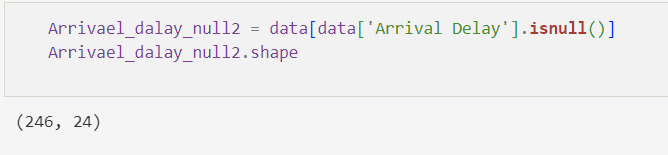 Arrivael_dalay_null2 = data[data['Arrival Delay'].isnull()]
Arrivael_dalay_null2.shape
(246, 24)